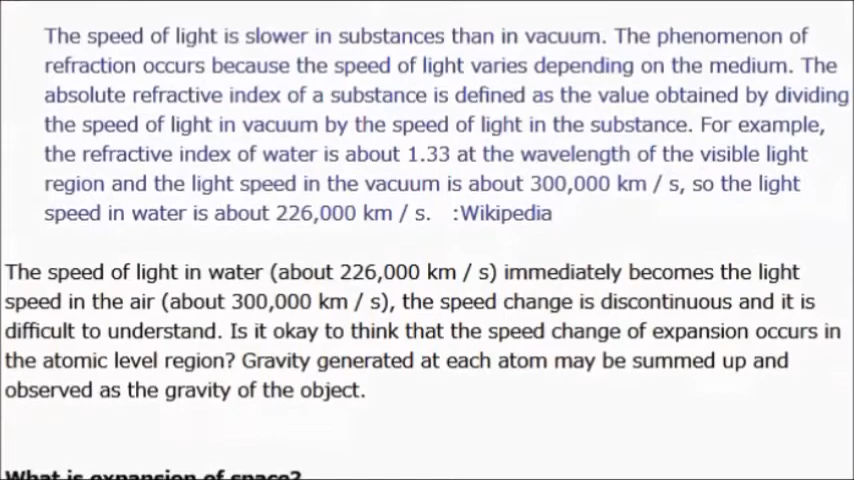 The speed of light is slower in substances than in vacuum. The phenomenon of
refraction occurs because the speed of light varies depending on the medium. The
absolute refractive index of a substance is defined as the value obtained by dividing
the speed of light in vacuum by the speed of light in the substance. For example,
the refractive index of water is about 1.33 at the wavelength of the visible light
region and the light speed in the vacuum is about 300,000 km / s, so the light
speed in water is about 226,000 km / s. :Wikipedia
The speed of light in water (about 226,000 km / s) immediately becomes the light
speed in the air (about 300,000 km / s), the speed change is discontinuous and it is
difficult to understand. Is it okay to think that the speed change of expansion occurs in
the atomic level region? Gravity generated at each atom may be summed up and
observed as the gravity of the object.
What is expansion of space?